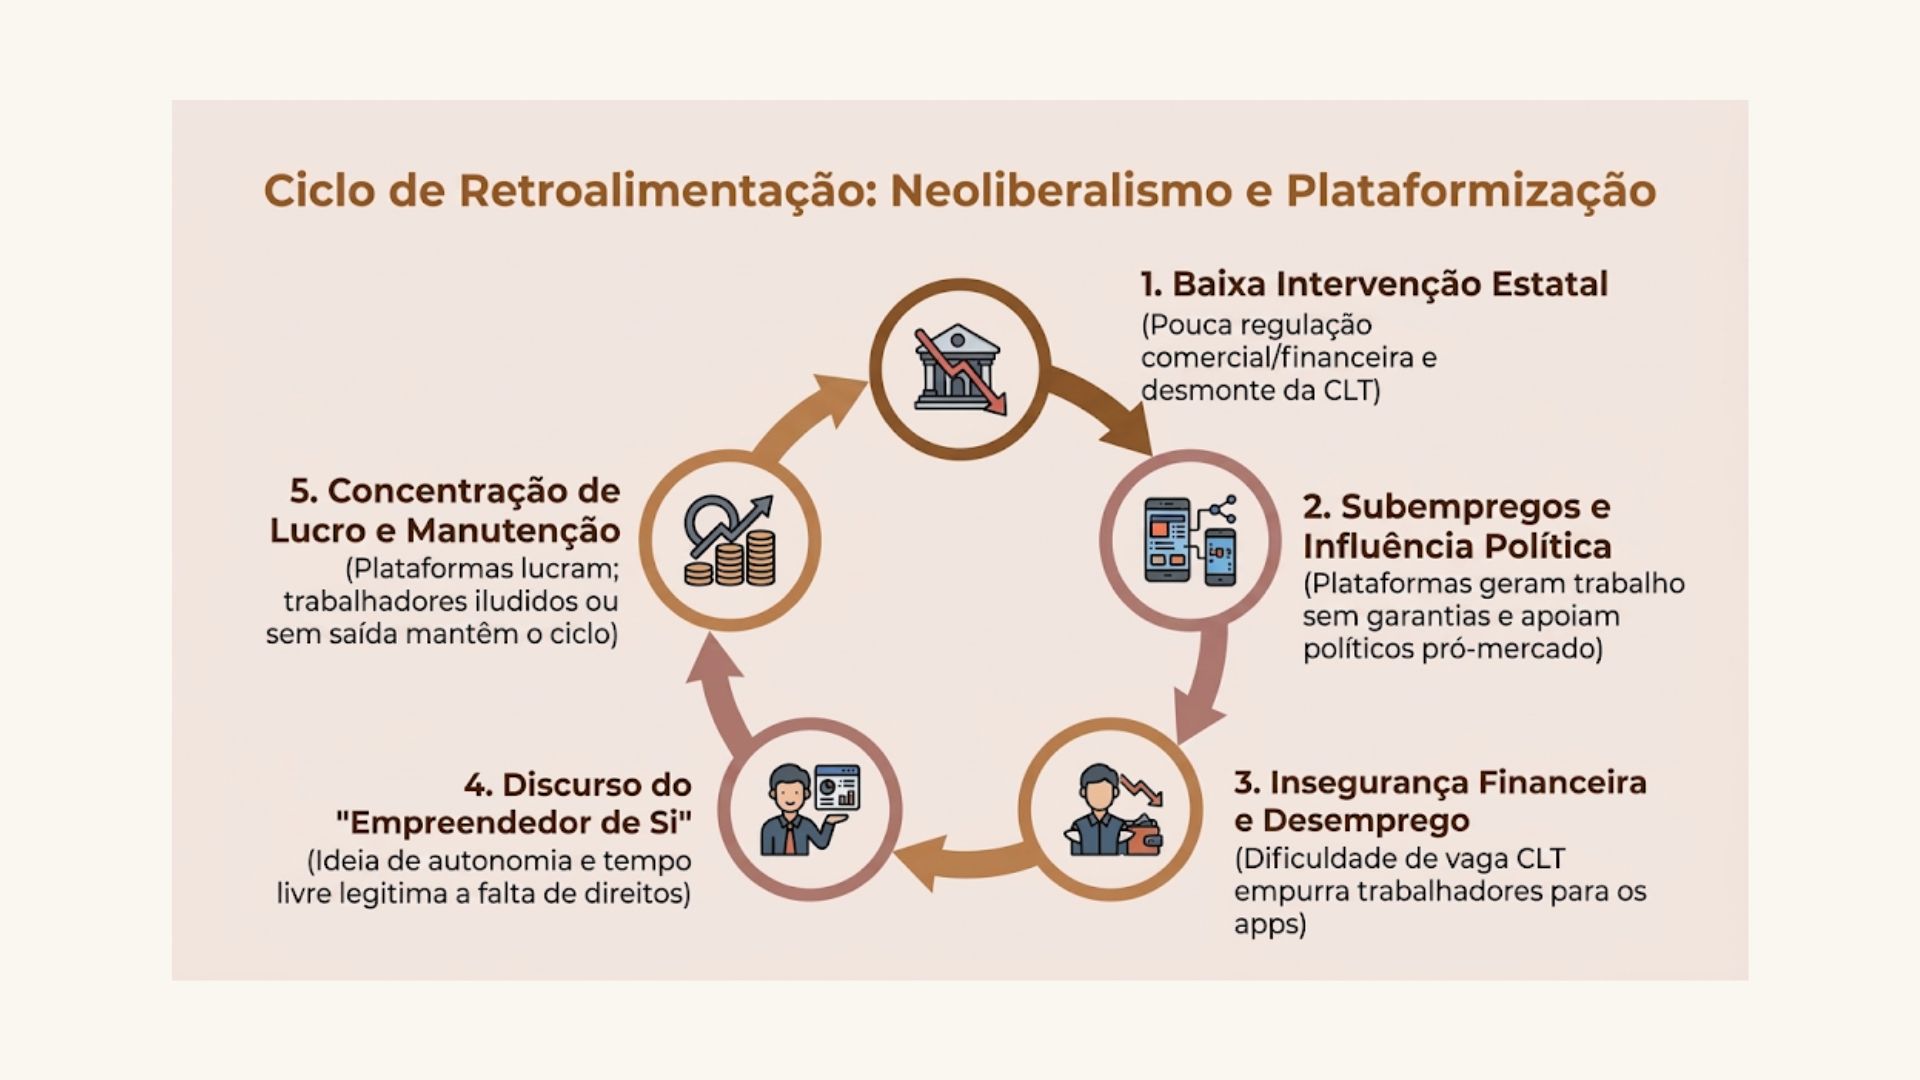 Ciclo de Retroalimentação: Neoliberalismo e Plataformização
1. Baixa Intervenção Estatal
(Pouca regulação
comercial/financeira e
desmonte da CLT)
2. Subempregos e
Influência Política
(Plataformas geram trabalho
sem garantias e apoiam
políticos pró-mercado)
3. Insegurança Financeira
e Desemprego
(Dificuldade de vaga CLT
empurra trabalhadores para os
apps)
4. Discurso do
"Empreendedor de Si"
(Ideia de autonomia e tempo
livre legitima a falta de direitos)
5. Concentração de
Lucro e Manutenção
(Plataformas lucram;
trabalhadores iludidos ou
sem saída mantêm o ciclo)